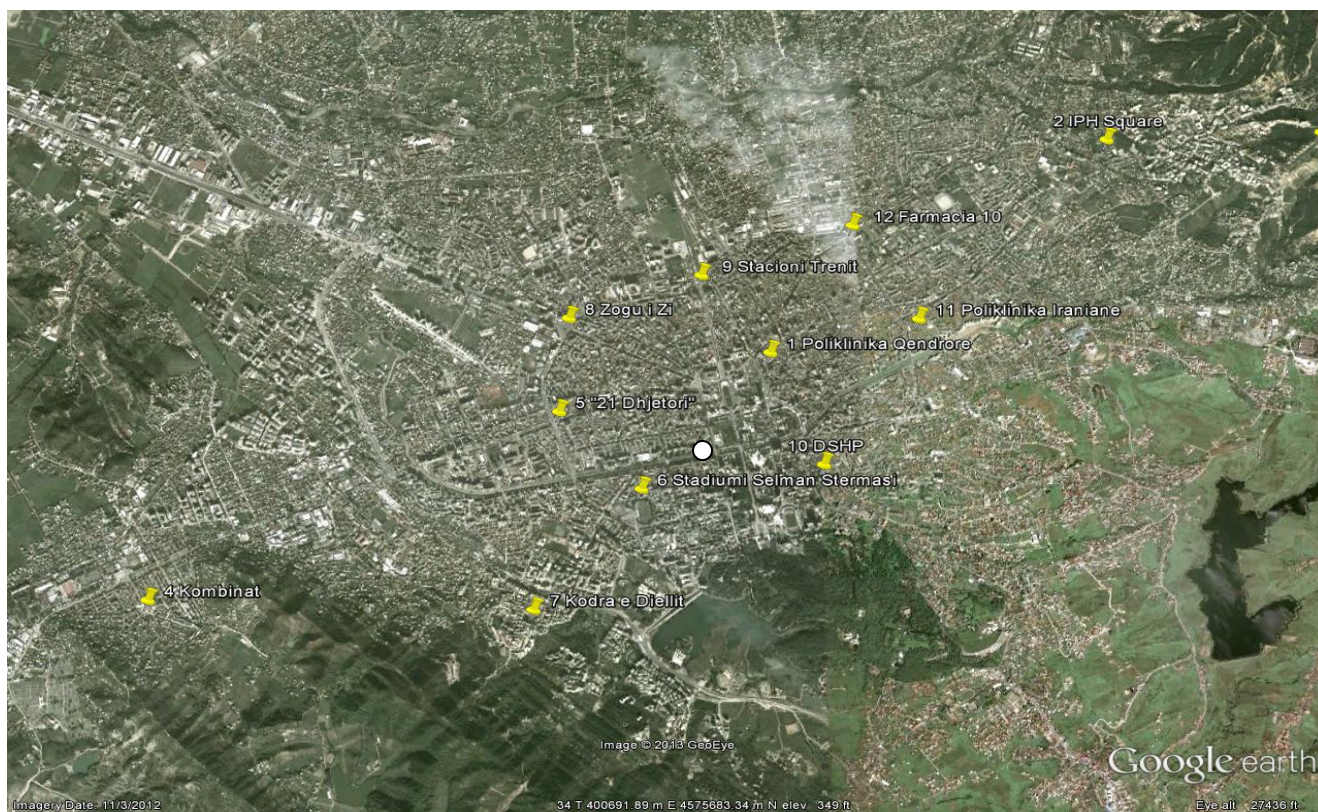 2 IPH Square
12 Farmacia 10
9 Stacioni Trenit
8 Zogu i Zi
11 Poliklinika Iraniane
1 Poliklinika Qendrore
5 "21 Dhjetori"
10 DSHP
6 Stadiumi Selman Stermasi
4 Kombinat
7 Kodra e Diellit
Image © 2013 GeoEye
Google earth
Imagery Date: 11/3/2012
34 T 400691.89 m E 4575683.34 m N elev 349 ft
Eye alt 27436 ft